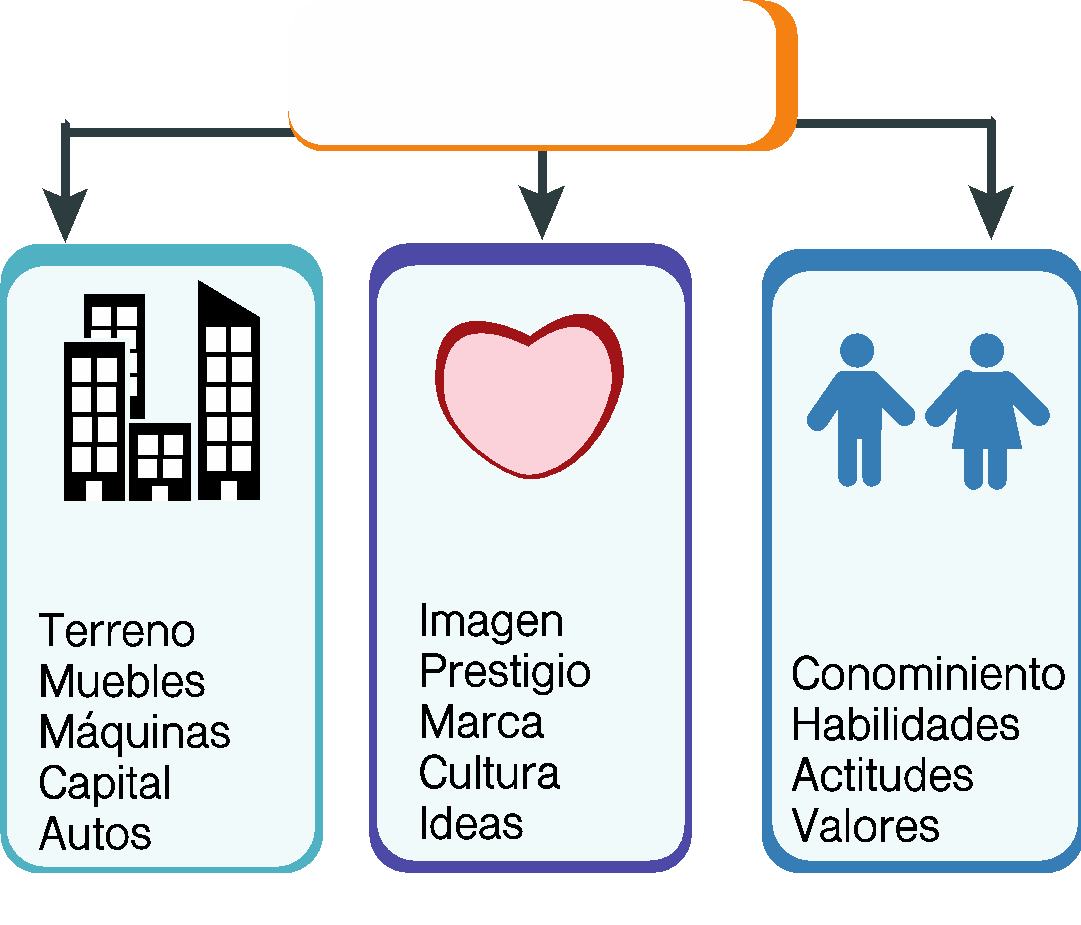 Terreno
Muebles
Máquinas
Capital
Autos
Imagen
Prestigio
Marca
Cultura
Ideas
Conominiento
Habilidades
Actitudes
Valores